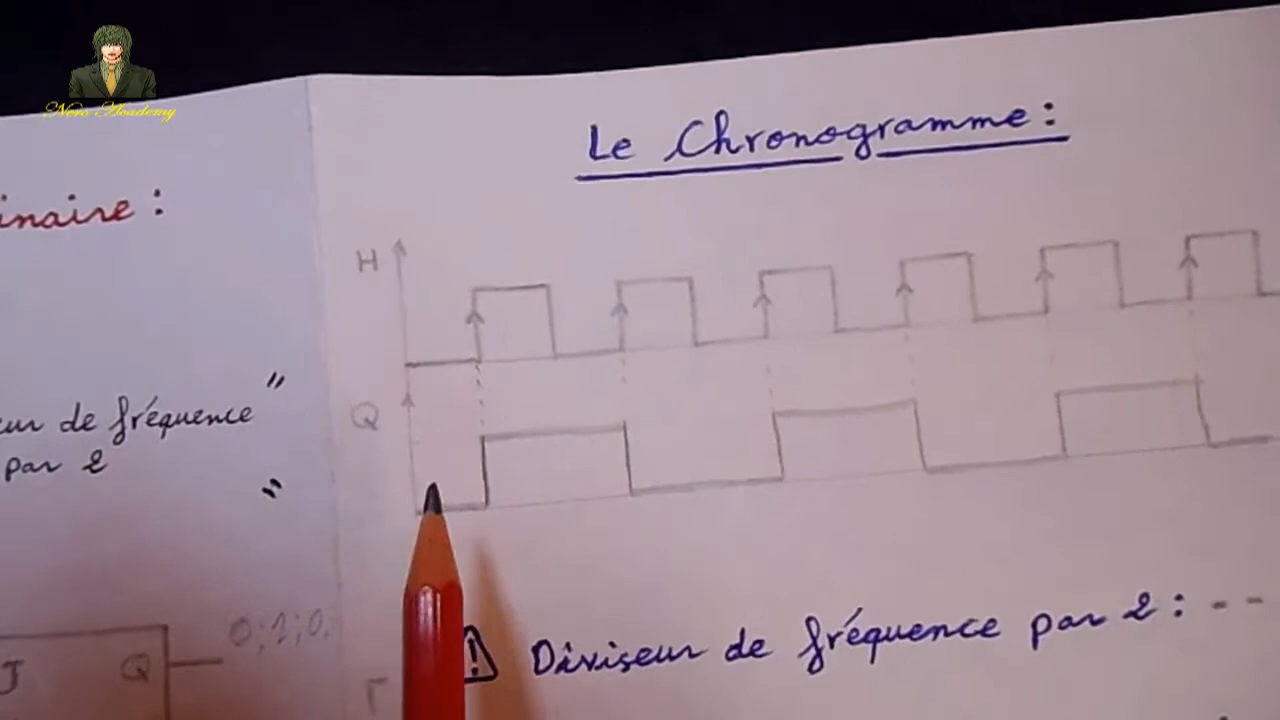 Nero Academy
Le Chronogramme :
inaire :
H
"
eur de fréquence
Q
par 2
"
0;1;0;
J Q
⚠ Diviseur de fréquence par 2 : - -